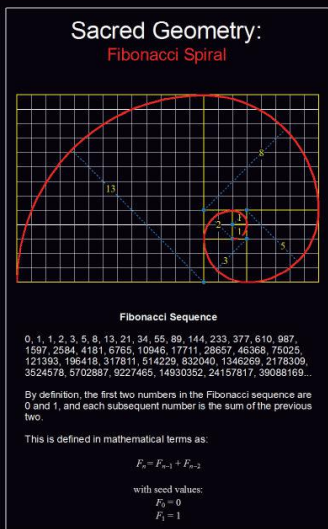 Sacred Geometry:
Fibonacci Spiral
8
13
1
2
1
5
3
Fibonacci Sequence
0, 1, 1, 2, 3, 5, 8, 13, 21, 34, 55, 89, 144, 233, 377, 610, 987,
1597, 2584, 4181, 6765, 10946, 17711, 28657, 46368, 75025,
121393, 196418, 317811, 514229, 832040, 1346269, 2178309,
3524578, 5702887, 9227465, 14930352, 24157817, 39088169...
By definition, the first two numbers in the Fibonacci sequence are
0 and 1, and each subsequent number is the sum of the previous
two.
This is defined in mathematical terms as:
Fₙ = Fₙ₋₁ + Fₙ₋₂
with seed values:
F₀ = 0
F₁ = 1